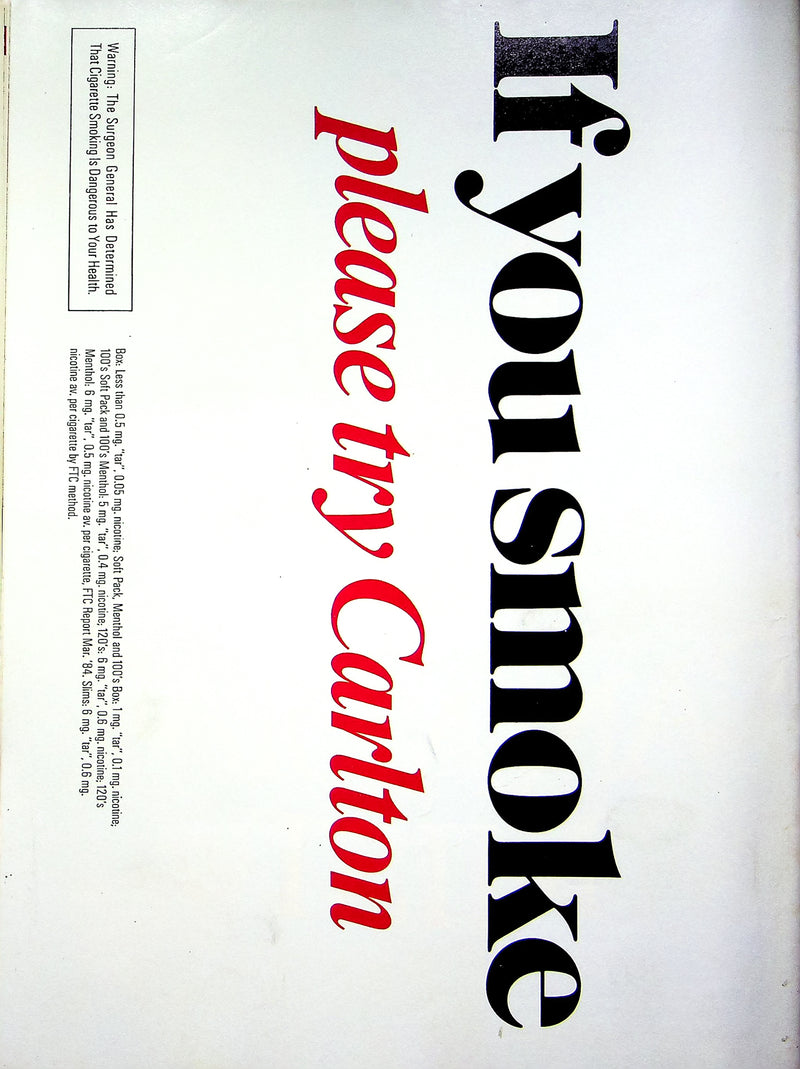 If you smoke
please try Carlton
Warning: The Surgeon General Has Determined
That Cigarette Smoking Is Dangerous to Your Health.
Box: Less than 0.5 mg. "tar", 0.05 mg. nicotine; Soft Pack, Menthol and 100's Box: 1 mg. "tar", 0.1 mg. nicotine;
100's Soft Pack and 100's Menthol: 5 mg. "tar", 0.4 mg. nicotine; 120's: 6 mg. "tar", 0.6 mg. nicotine; 120's
Menthol: 6 mg. "tar", 0.5 mg. nicotine av. per cigarette, FTC Report Mar. '84. Slims: 6 mg. "tar", 0.6 mg.
nicotine av. per cigarette by FTC method.